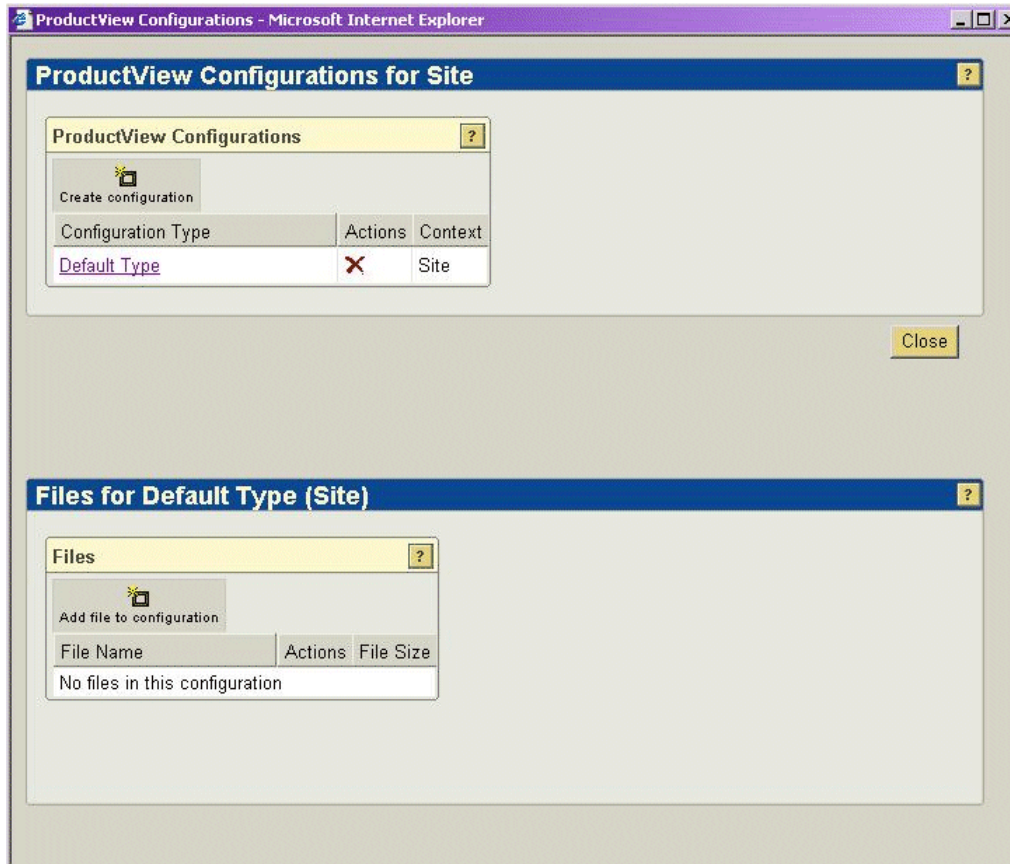 ProductView Configurations - Microsoft Internet Explorer
ProductView Configurations for Site
?
ProductView Configurations
?
Create configuration
Configuration Type Actions Context
Default Type Site
Close
Files for Default Type (Site)
?
Files
?
Add file to configuration
File Name Actions File Size
No files in this configuration